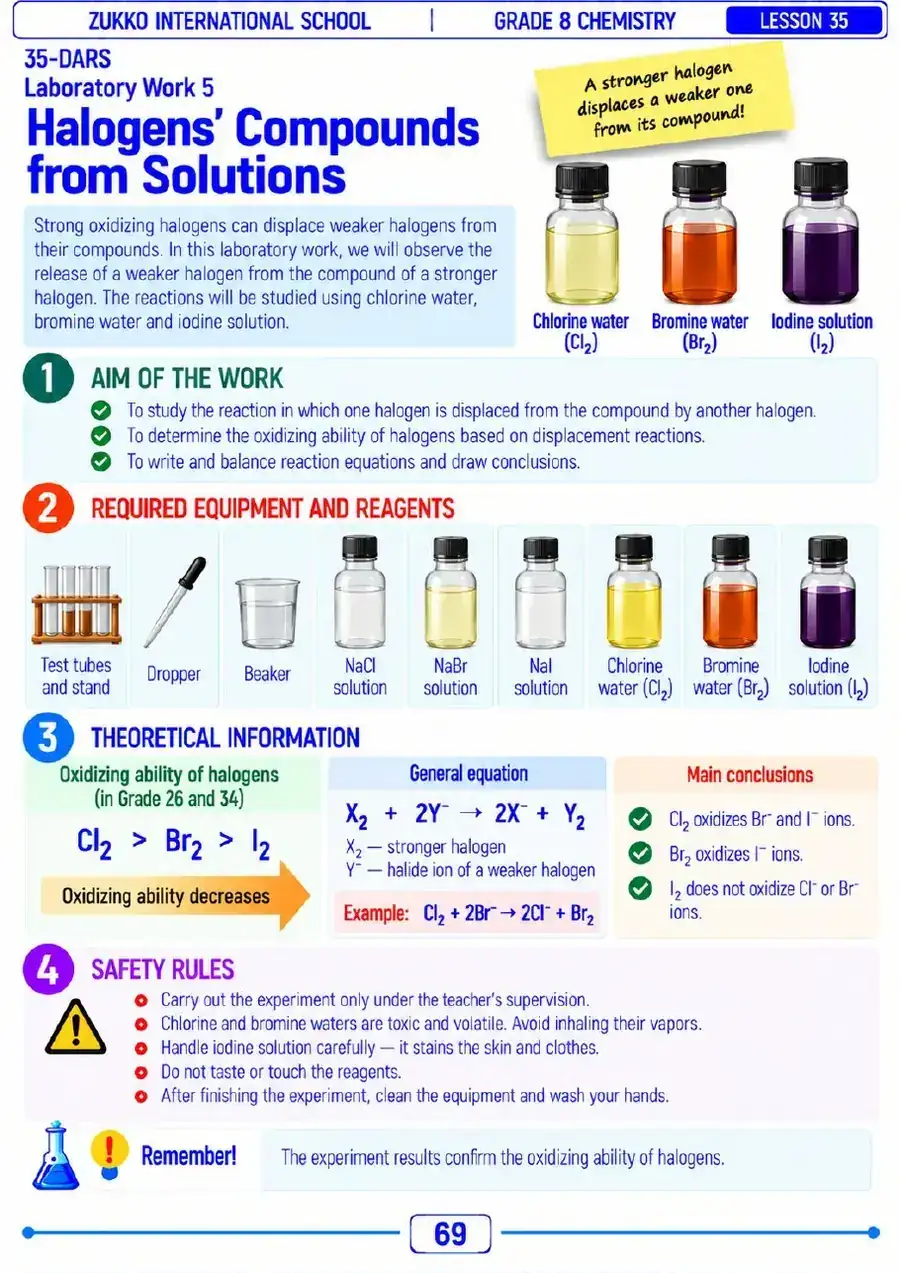 ZUKKO INTERNATIONAL SCHOOL | GRADE 8 CHEMISTRY LESSON 35
35-DARS
Laboratory Work 5
Halogens’ Compounds
from Solutions
A stronger halogen
displaces a weaker one
from its compound!
Strong oxidizing halogens can displace weaker halogens from
their compounds. In this laboratory work, we will observe the
release of a weaker halogen from the compound of a stronger
halogen. The reactions will be studied using chlorine water,
bromine water and iodine solution.
Chlorine water
(Cl₂)
Bromine water
(Br₂)
Iodine solution
(I₂)
1 AIM OF THE WORK
To study the reaction in which one halogen is displaced from the compound by another halogen.
To determine the oxidizing ability of halogens based on displacement reactions.
To write and balance reaction equations and draw conclusions.
2 REQUIRED EQUIPMENT AND REAGENTS
Test tubes
and stand
Dropper
Beaker
NaCl
solution
NaBr
solution
NaI
solution
Chlorine
water (Cl₂)
Bromine
water (Br₂)
Iodine
solution (I₂)
3 THEORETICAL INFORMATION
Oxidizing ability of halogens
(in Grade 26 and 34)
Cl₂ > Br₂ > I₂
Oxidizing ability decreases
General equation
X₂ + 2Y⁻ → 2X⁻ + Y₂
X₂ — stronger halogen
Y⁻ — halide ion of a weaker halogen
Example: Cl₂ + 2Br⁻ → 2Cl⁻ + Br₂
Main conclusions
Cl₂ oxidizes Br⁻ and I⁻ ions.
Br₂ oxidizes I⁻ ions.
I₂ does not oxidize Cl⁻ or Br⁻
ions.
4 SAFETY RULES
Carry out the experiment only under the teacher’s supervision.
Chlorine and bromine waters are toxic and volatile. Avoid inhaling their vapors.
Handle iodine solution carefully — it stains the skin and clothes.
Do not taste or touch the reagents.
After finishing the experiment, clean the equipment and wash your hands.
Remember!
The experiment results confirm the oxidizing ability of halogens.
69